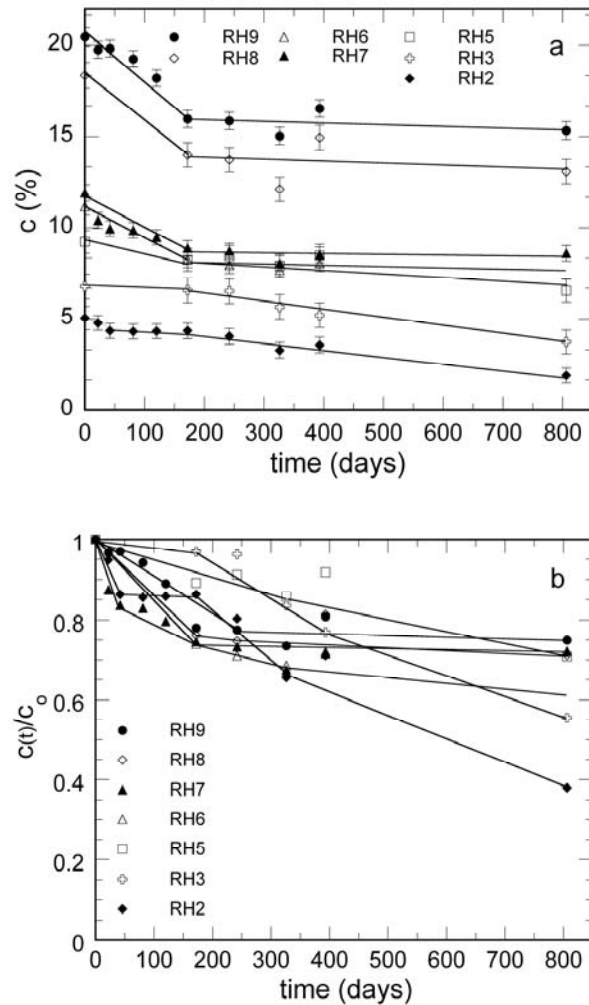 a
RH9 RH6 RH5
RH8 RH7 RH3
RH2
20
15
10
5
0
c (%)
0 100 200 300 400 500 600 700 800
time (days)
b
1
0.8
0.6
0.4
0.2
0
c(t)/c₀
RH9
RH8
RH7
RH6
RH5
RH3
RH2
0 100 200 300 400 500 600 700 800
time (days)